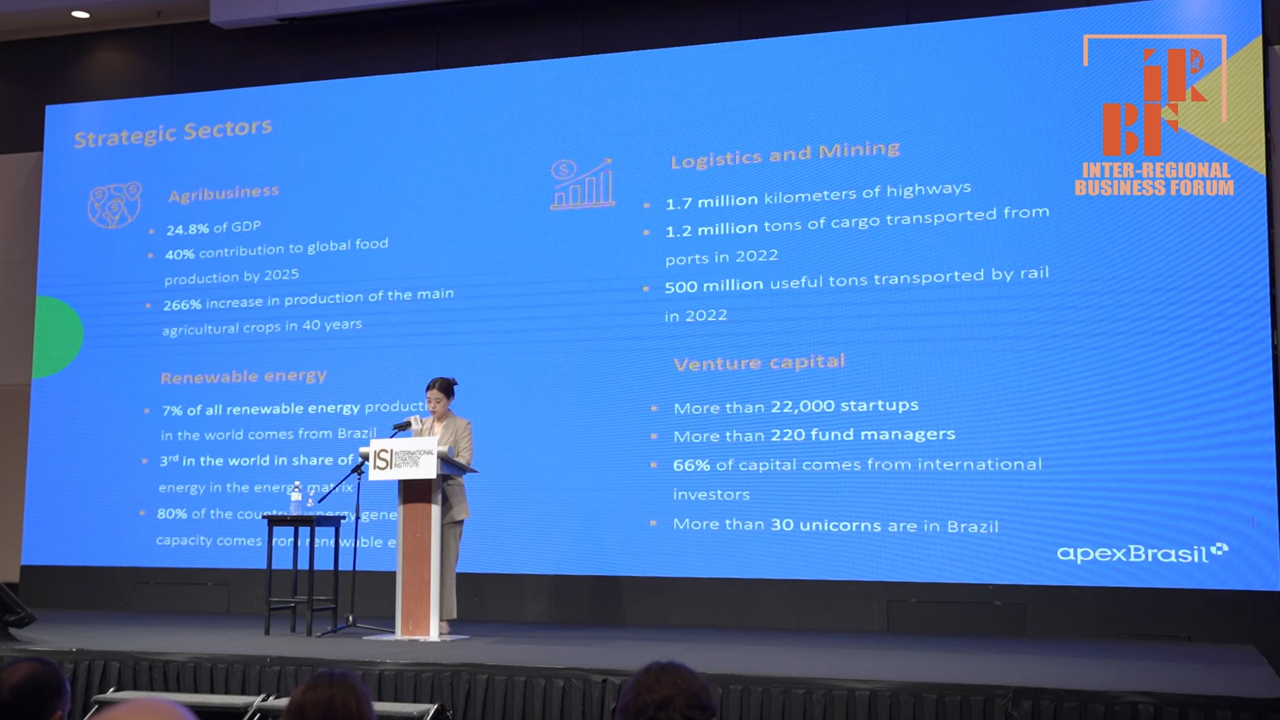 Strategic Sectors
Agribusiness
24.8% of GDP
40% contribution to global food
production by 2025
266% increase in production of the main
agricultural crops in 40 years
Renewable energy
7% of all renewable energy
in the world comes from Brazil
3rd in the world in share of
energy in the energy matrix
80% of the
capacity comes from renewable
Logistics and Mining
1.7 million kilometers of highways
1.2 million tons of cargo transported from
ports in 2022
500 million useful tons transported by rail
in 2022
Venture capital
More than 22,000 startups
More than 220 fund managers
66% of capital comes from international
investors
More than 30 unicorns are in Brazil
apexBrasil
ISI INTERNATIONAL
STRATEGY
INSTITUTE
iR
BF
INTER-REGIONAL
BUSINESS FORUM